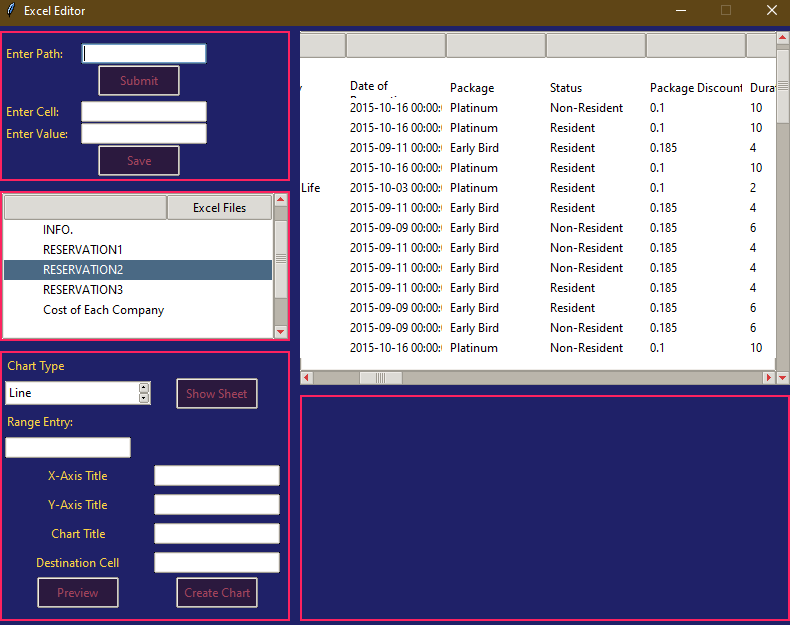 Excel Editor
Enter Path:
Submit
Enter Cell:
Enter Value:
Save
Excel Files
INFO.
RESERVATION1
RESERVATION2
RESERVATION3
Cost of Each Company
Chart Type
Line
Show Sheet
Range Entry:
X-Axis Title
Y-Axis Title
Chart Title
Destination Cell
Preview
Create Chart
Date of Package Status Package Discount
2015-10-16 00:00: Platinum Non-Resident 0.1 10
2015-10-16 00:00: Platinum Resident 0.1 10
2015-09-11 00:00: Early Bird Resident 0.185 4
2015-10-16 00:00: Platinum Resident 0.1 10
Life 2015-10-03 00:00: Platinum Resident 0.1 2
2015-09-11 00:00: Early Bird Resident 0.185 4
2015-09-09 00:00: Early Bird Non-Resident 0.185 6
2015-09-11 00:00: Early Bird Non-Resident 0.185 4
2015-09-11 00:00: Early Bird Non-Resident 0.185 4
2015-09-11 00:00: Early Bird Resident 0.185 4
2015-09-09 00:00: Early Bird Resident 0.185 6
2015-09-09 00:00: Early Bird Non-Resident 0.185 6
2015-10-16 00:00: Platinum Non-Resident 0.1 10